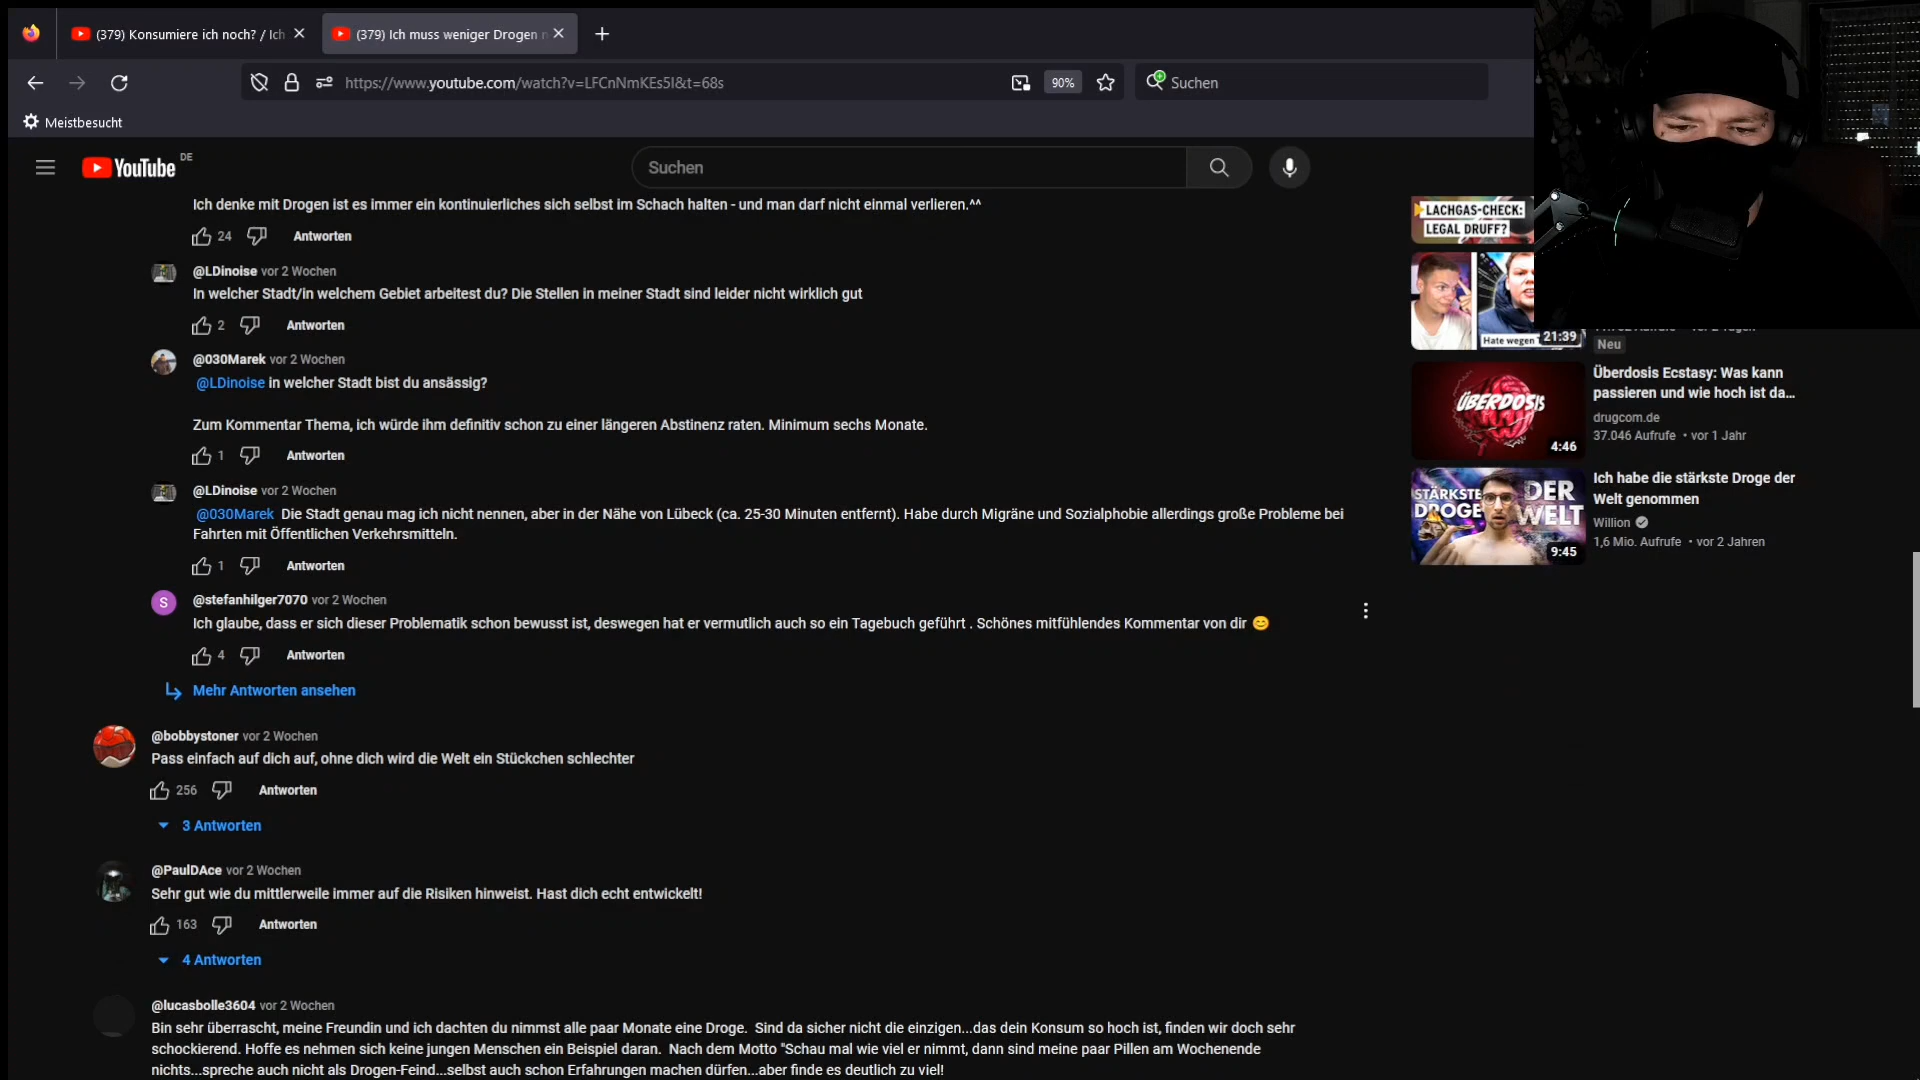 (379) Konsumiere ich noch? / Ich
(379) Ich muss weniger Drogen n
https://www.youtube.com/watch?v=LFCnNmKEs5I&t=68s
90%
Suchen
Meistbesucht
YouTube DE
Suchen
Ich denke mit Drogen ist es immer ein kontinuierliches sich selbst im Schach halten - und man darf nicht einmal verlieren.^^
24 Antworten
@LDinoise vor 2 Wochen
In welcher Stadt/in welchem Gebiet arbeitest du? Die Stellen in meiner Stadt sind leider nicht wirklich gut
2 Antworten
@030Marek vor 2 Wochen
@LDinoise in welcher Stadt bist du ansässig?
Zum Kommentar Thema, ich würde ihm definitiv schon zu einer längeren Abstinenz raten. Minimum sechs Monate.
1 Antworten
@LDinoise vor 2 Wochen
@030Marek Die Stadt genau mag ich nicht nennen, aber in der Nähe von Lübeck (ca. 25-30 Minuten entfernt). Habe durch Migräne und Sozialphobie allerdings große Probleme bei
Fahrten mit Öffentlichen Verkehrsmitteln.
1 Antworten
S
@stefanhilger7070 vor 2 Wochen
Ich glaube, dass er sich dieser Problematik schon bewusst ist, deswegen hat er vermutlich auch so ein Tagebuch geführt . Schönes mitfühlendes Kommentar von dir 😊
4 Antworten
Mehr Antworten ansehen
@bobbystoner vor 2 Wochen
Pass einfach auf dich auf, ohne dich wird die Welt ein Stückchen schlechter
256 Antworten
3 Antworten
@PaulDAce vor 2 Wochen
Sehr gut wie du mittlerweile immer auf die Risiken hinweist. Hast dich echt entwickelt!
163 Antworten
4 Antworten
@lucasbolle3604 vor 2 Wochen
Bin sehr überrascht, meine Freundin und ich dachten du nimmst alle paar Monate eine Droge. Sind da sicher nicht die einzigen...das dein Konsum so hoch ist, finden wir doch sehr
schockierend. Hoffe es nehmen sich keine jungen Menschen ein Beispiel daran. Nach dem Motto "Schau mal wie viel er nimmt, dann sind meine paar Pillen am Wochenende
nichts...spreche auch nicht als Drogen-Feind...selbst auch schon Erfahrungen machen dürfen...aber finde es deutlich zu viel!
LACHGAS-CHECK:
LEGAL DRUFF?
Hate wegen
21:39
Neu
ÜBERDOSIS
4:46
Überdosis Ecstasy: Was kann
passieren und wie hoch ist da...
drugcom.de
37.046 Aufrufe • vor 1 Jahr
STÄRKSTE DER
DROGE WELT
9:45
Ich habe die stärkste Droge der
Welt genommen
Willion
1,6 Mio. Aufrufe • vor 2 Jahren